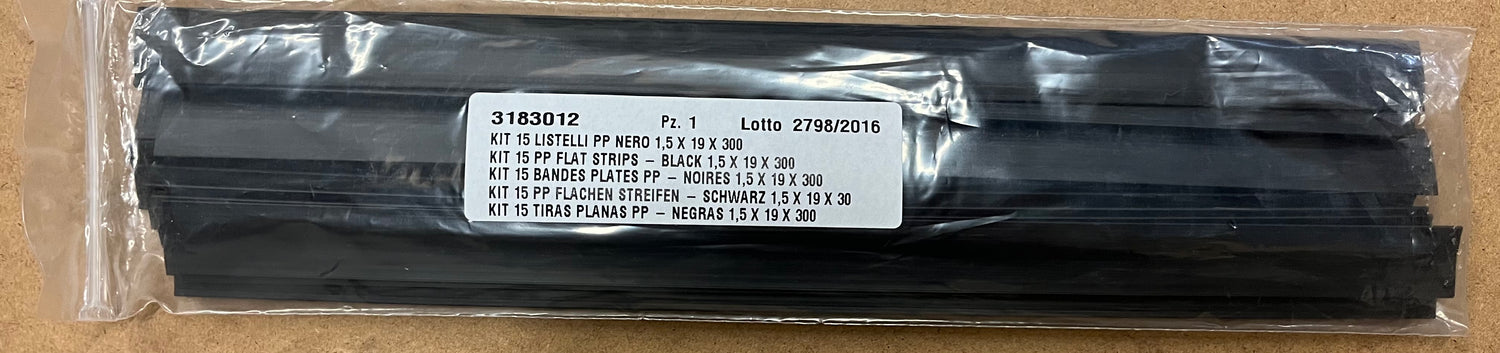 3183012 Pz. 1 Lotto 2798/2016
KIT 15 LISTELLI PP NERO 1,5 X 19 X 300
KIT 15 PP FLAT STRIPS – BLACK 1,5 X 19 X 300
KIT 15 BANDES PLATES PP – NOIRES 1,5 X 19 X 300
KIT 15 PP FLACHEN STREIFEN – SCHWARZ 1,5 X 19 X 30
KIT 15 TIRAS PLANAS PP – NEGRAS 1,5 X 19 X 300